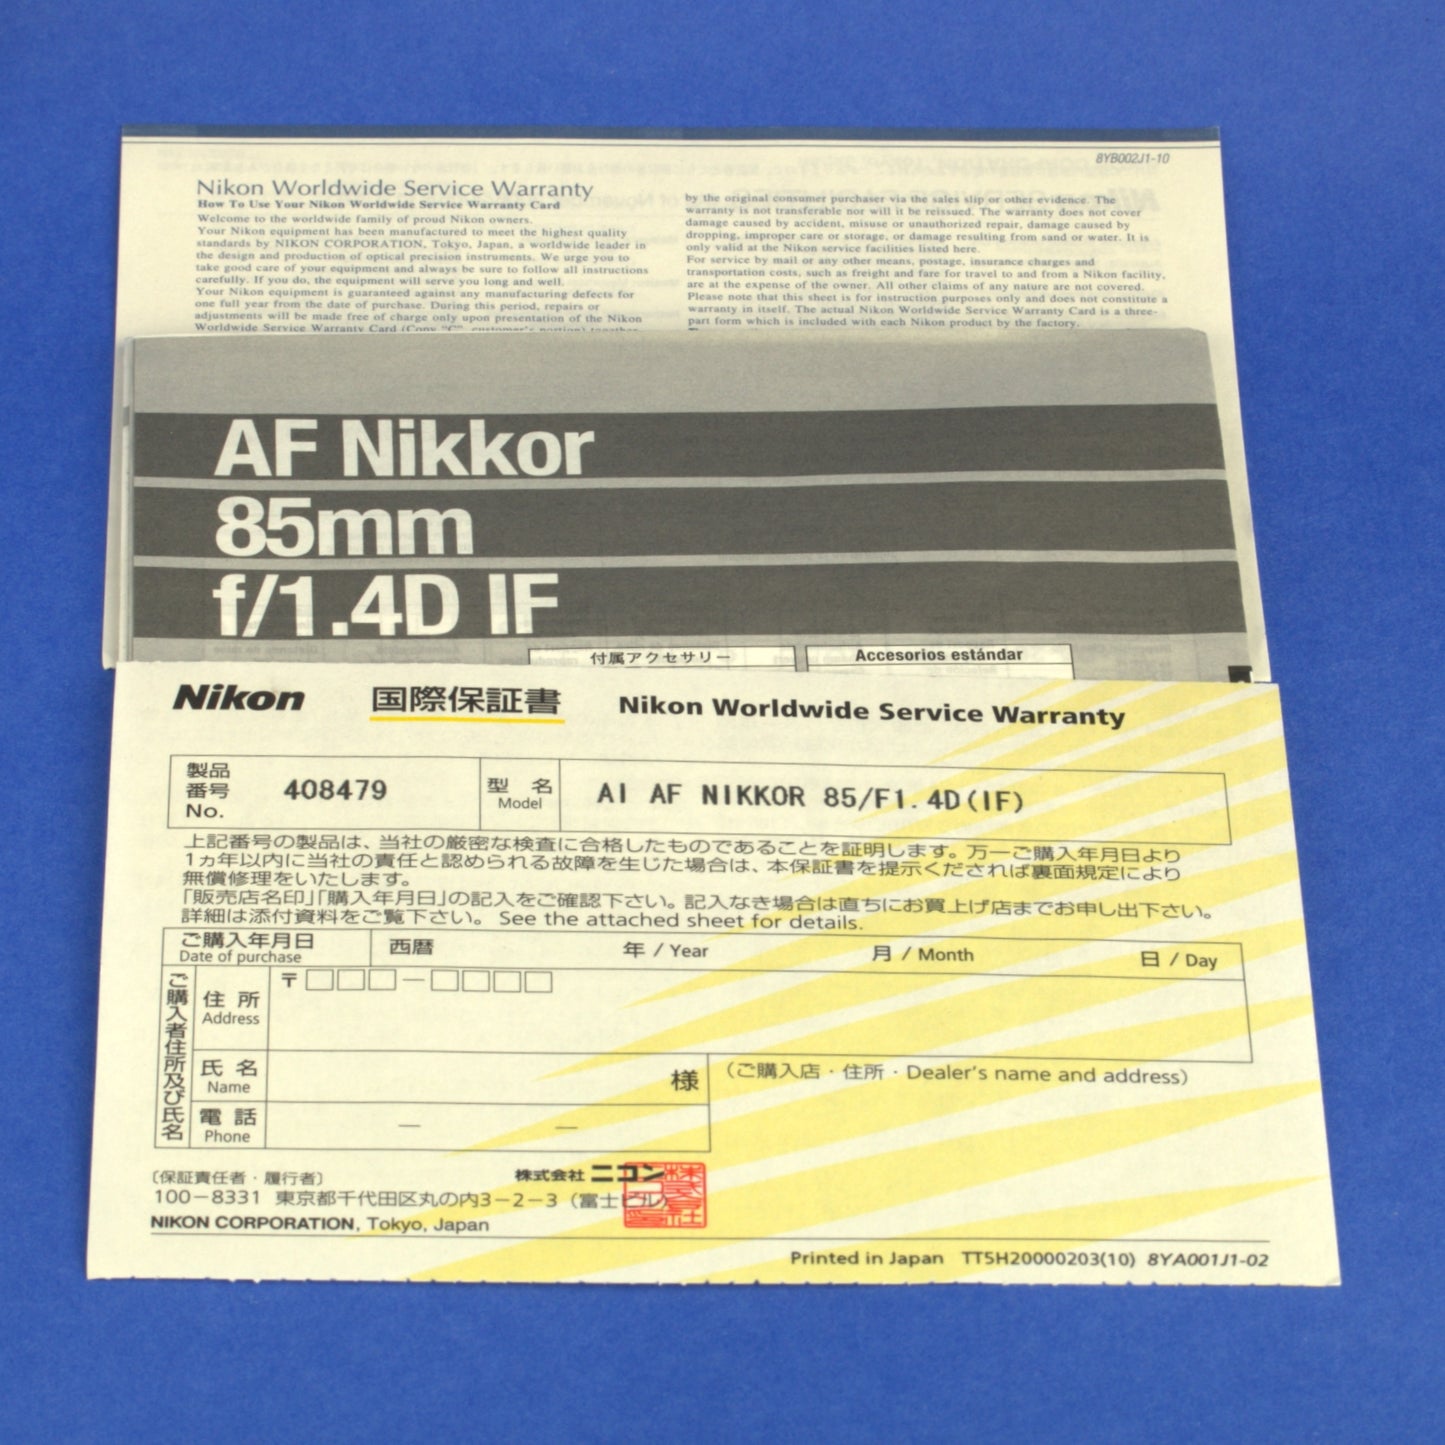 8YB002J1-10
Nikon Worldwide Service Warranty
How To Use Your Nikon Worldwide Service Warranty Card
Welcome to the worldwide family of proud Nikon owners.
Your Nikon equipment has been manufactured to meet the highest quality
standards by NIKON CORPORATION, Tokyo, Japan, a worldwide leader in
the design and production of optical precision instruments. We urge you to
take good care of your equipment and always be sure to follow all instructions
carefully. If you do, the equipment will serve you long and well.
Your Nikon equipment is guaranteed against any manufacturing defects for
one full year from the date of purchase. During this period, repairs or
adjustments will be made free of charge only upon presentation of the Nikon
Worldwide Service Warranty Card (Copy "C", customer's portion) together
by the original consumer purchaser via the sales slip or other evidence. The
warranty is not transferable nor will it be reissued. The warranty does not cover
damage caused by accident, misuse or unauthorized repair, damage caused by
dropping, improper care or storage, or damage resulting from sand or water. It is
only valid at the Nikon service facilities listed here.
For service by mail or any other means, postage, insurance charges and
transportation costs, such as freight and fare for travel to and from a Nikon facility,
are at the expense of the owner. All other claims of any nature are not covered.
Please note that this sheet is for instruction purposes only and does not constitute a
warranty in itself. The actual Nikon Worldwide Service Warranty Card is a three-
part form which is included with each Nikon product by the factory.
AF Nikkor
85mm
f/1.4D IF
付属アクセサリー
Accesorios estándar
Nikon 国際保証書 Nikon Worldwide Service Warranty
製品番号 No. 408479 型名 Model AI AF NIKKOR 85/F1.4D(IF)
上記番号の製品は、当社の厳密な検査に合格したものであることを証明します。万一ご購入年月日より
1ヵ年以内に当社の責任と認められる故障を生じた場合は、本保証書を提示くだされば裏面規定により
無償修理をいたします。
「販売店名印」「購入年月日」の記入をご確認下さい。記入なき場合は直ちにお買上げ店までお申し出下さい。
詳細は添付資料をご覧下さい。 See the attached sheet for details.
ご購入年月日 Date of purchase 西暦 年 / Year 月 / Month 日 / Day
ご購入者住所及び氏名
住所 Address 〒
氏名 Name 様
(ご購入店・住所・Dealer's name and address)
電話 Phone — —
〔保証責任者・履行者〕 株式会社 ニコン
100-8331 東京都千代田区丸の内3-2-3 (富士ビル)
NIKON CORPORATION, Tokyo, Japan
Printed in Japan TT5H20000203(10) 8YA001J1-02